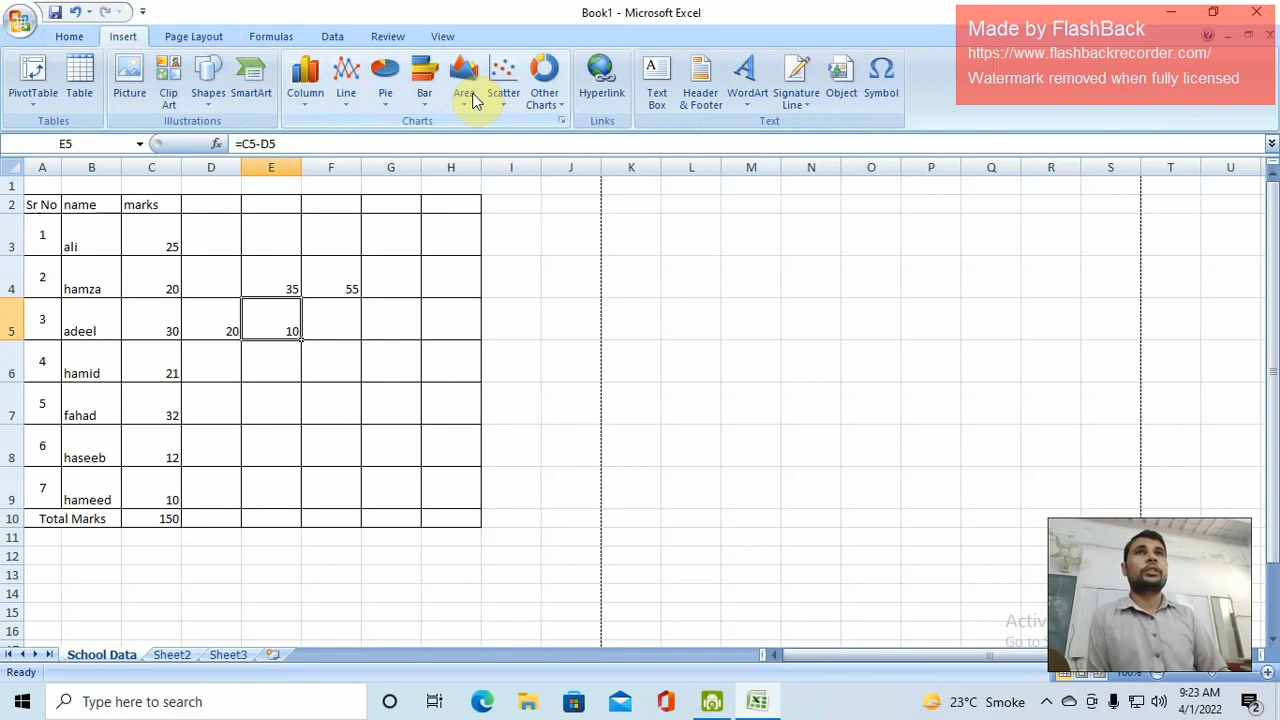 Book1 - Microsoft Excel
Made by FlashBack
https://www.flashbackrecorder.com/
Watermark removed when fully licensed
Home Insert Page Layout Formulas Data Review View
PivotTable Table Picture Clip Art Shapes SmartArt Column Line Pie Bar Area Scatter Other Charts Hyperlink Text Box Header & Footer WordArt Signature Line Object Symbol
Tables Illustrations Charts Links Text
E5 fx =C5-D5
A B C D E F G H I J K L M N O P Q R S T U
1
2 Sr No name marks
3 1 ali 25
4 2 hamza 20 35 55
5 3 adeel 30 20 10
6 4 hamid 21
7 5 fahad 32
8 6 haseeb 12
9 7 hameed 10
10 Total Marks 150
11
12
13
14
15
16
School Data Sheet2 Sheet3
Ready 100%
Type here to search
23°C Smoke
9:23 AM
4/1/2022
2